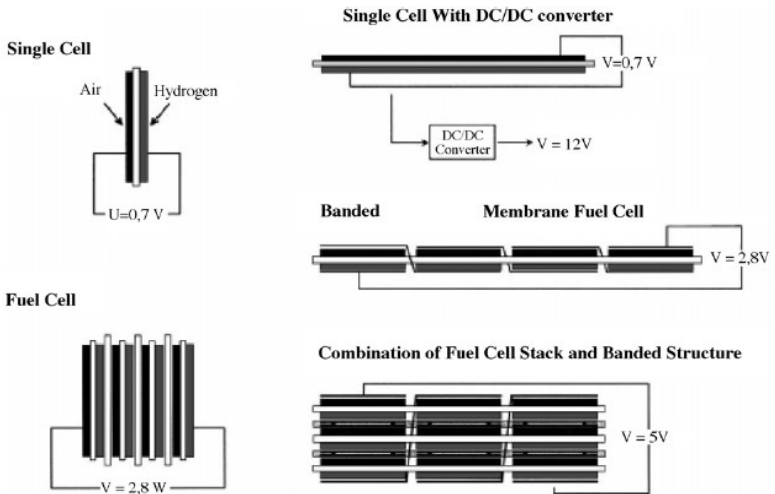 Single Cell
Air
Hydrogen
U=0,7 V
Fuel Cell
V = 2,8 W
Single Cell With DC/DC converter
V=0,7 V
DC/DC
Converter
V = 12V
Banded Membrane Fuel Cell
V = 2,8V
Combination of Fuel Cell Stack and Banded Structure
V = 5V